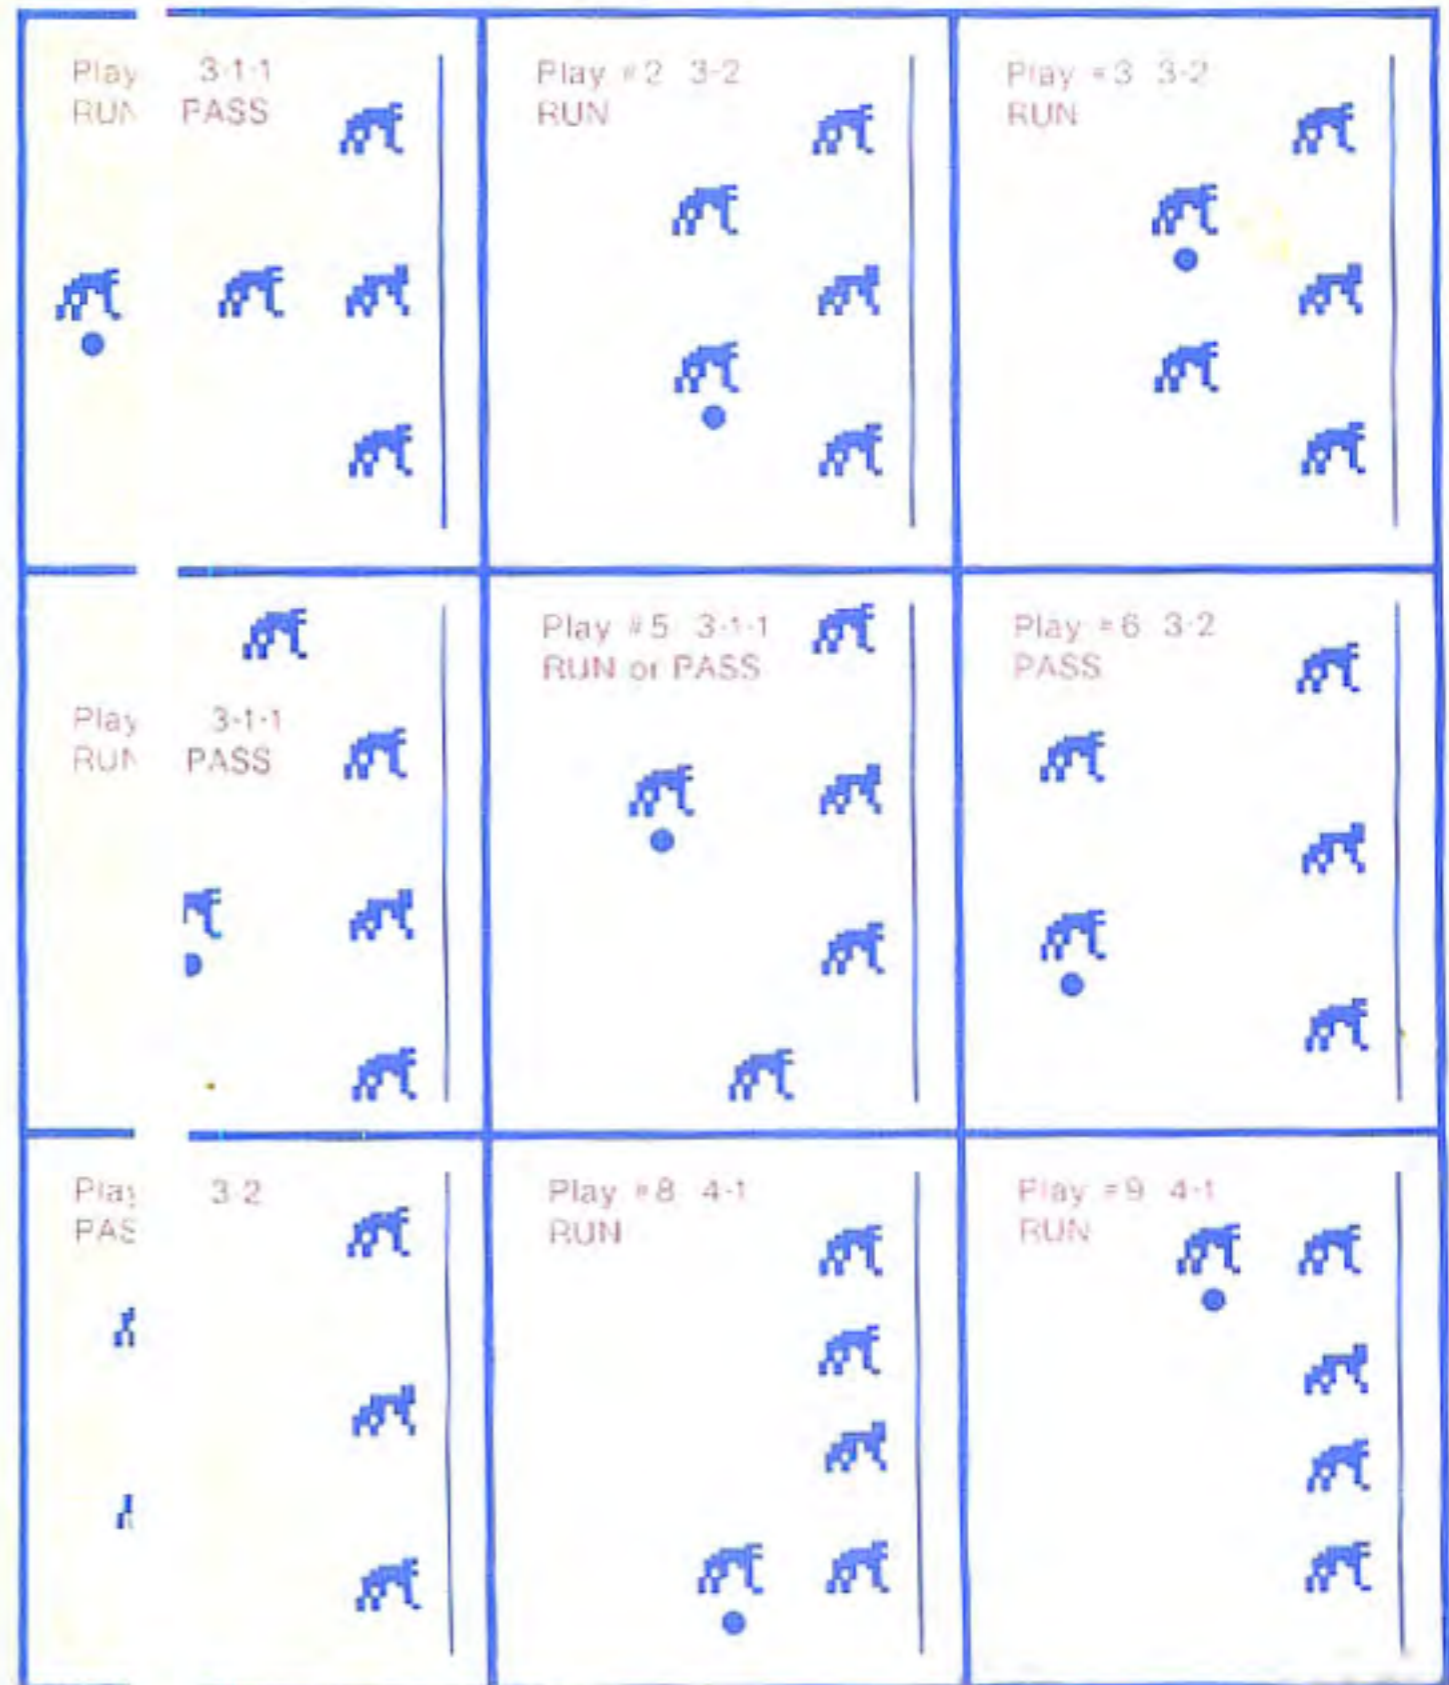 Play 3-1-1
RUN PASS
Play #2 3-2
RUN
Play #3 3-2
RUN
Play 3-1-1
RUN PASS
Play #5 3-1-1
RUN or PASS
Play #6 3-2
PASS
Play 3-2
PAS
Play #8 4-1
RUN
Play #9 4-1
RUN